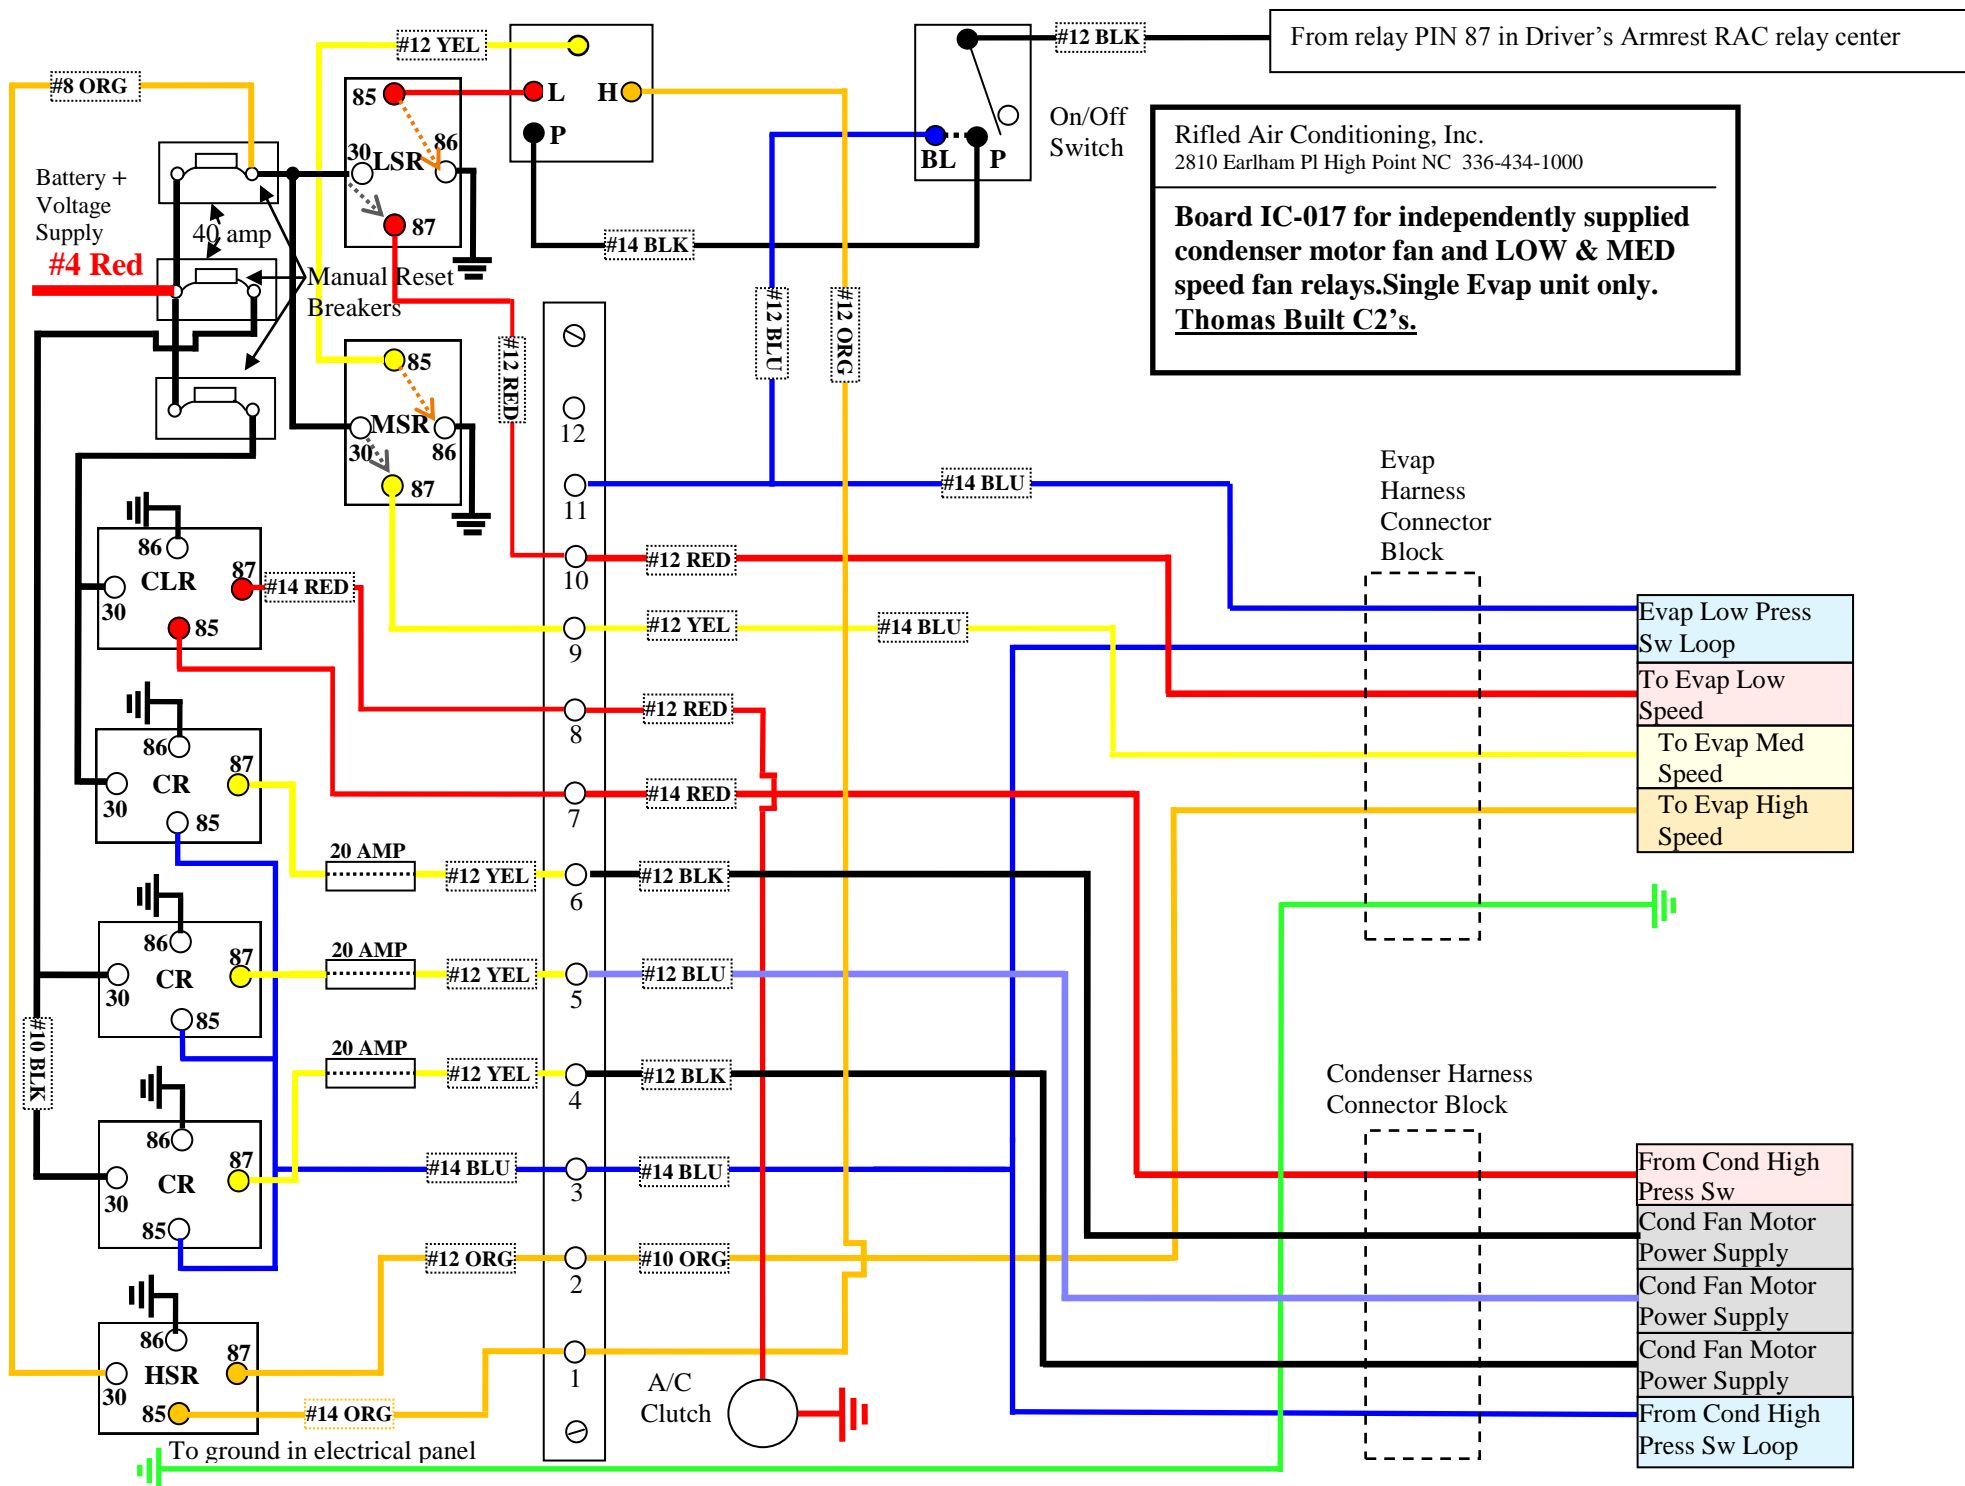 #12 YEL
#12 BLK
From relay PIN 87 in Driver's Armrest RAC relay center
#8 ORG
85
L
H
P
30
LSR
86
87
On/Off
Switch
BL
P
Rifled Air Conditioning, Inc.
2810 Earlham Pl High Point NC  336-434-1000
Board IC-017 for independently supplied
condenser motor fan and LOW & MED
speed fan relays.Single Evap unit only.
Thomas Built C2's.
Battery +
Voltage
Supply
#4 Red
40 amp
Manual Reset
Breakers
#14 BLK
#12 RED
#12 BLU
#12 ORG
85
MSR
30
86
87
12
11
#14 BLU
Evap
Harness
Connector
Block
86
CLR
87
30
85
#14 RED
10
#12 RED
9
#12 YEL
#14 BLU
Evap Low Press
Sw Loop
To Evap Low
Speed
To Evap Med
Speed
To Evap High
Speed
8
#12 RED
86
CR
87
30
85
7
#14 RED
20 AMP
#12 YEL
6
#12 BLK
86
CR
87
30
85
20 AMP
#12 YEL
5
#12 BLU
#10 BLK
20 AMP
#12 YEL
4
#12 BLK
Condenser Harness
Connector Block
86
CR
87
30
85
#14 BLU
3
#14 BLU
From Cond High
Press Sw
Cond Fan Motor
Power Supply
Cond Fan Motor
Power Supply
Cond Fan Motor
Power Supply
From Cond High
Press Sw Loop
#12 ORG
2
#10 ORG
86
HSR
87
30
85
#14 ORG
1
A/C
Clutch
To ground in electrical panel